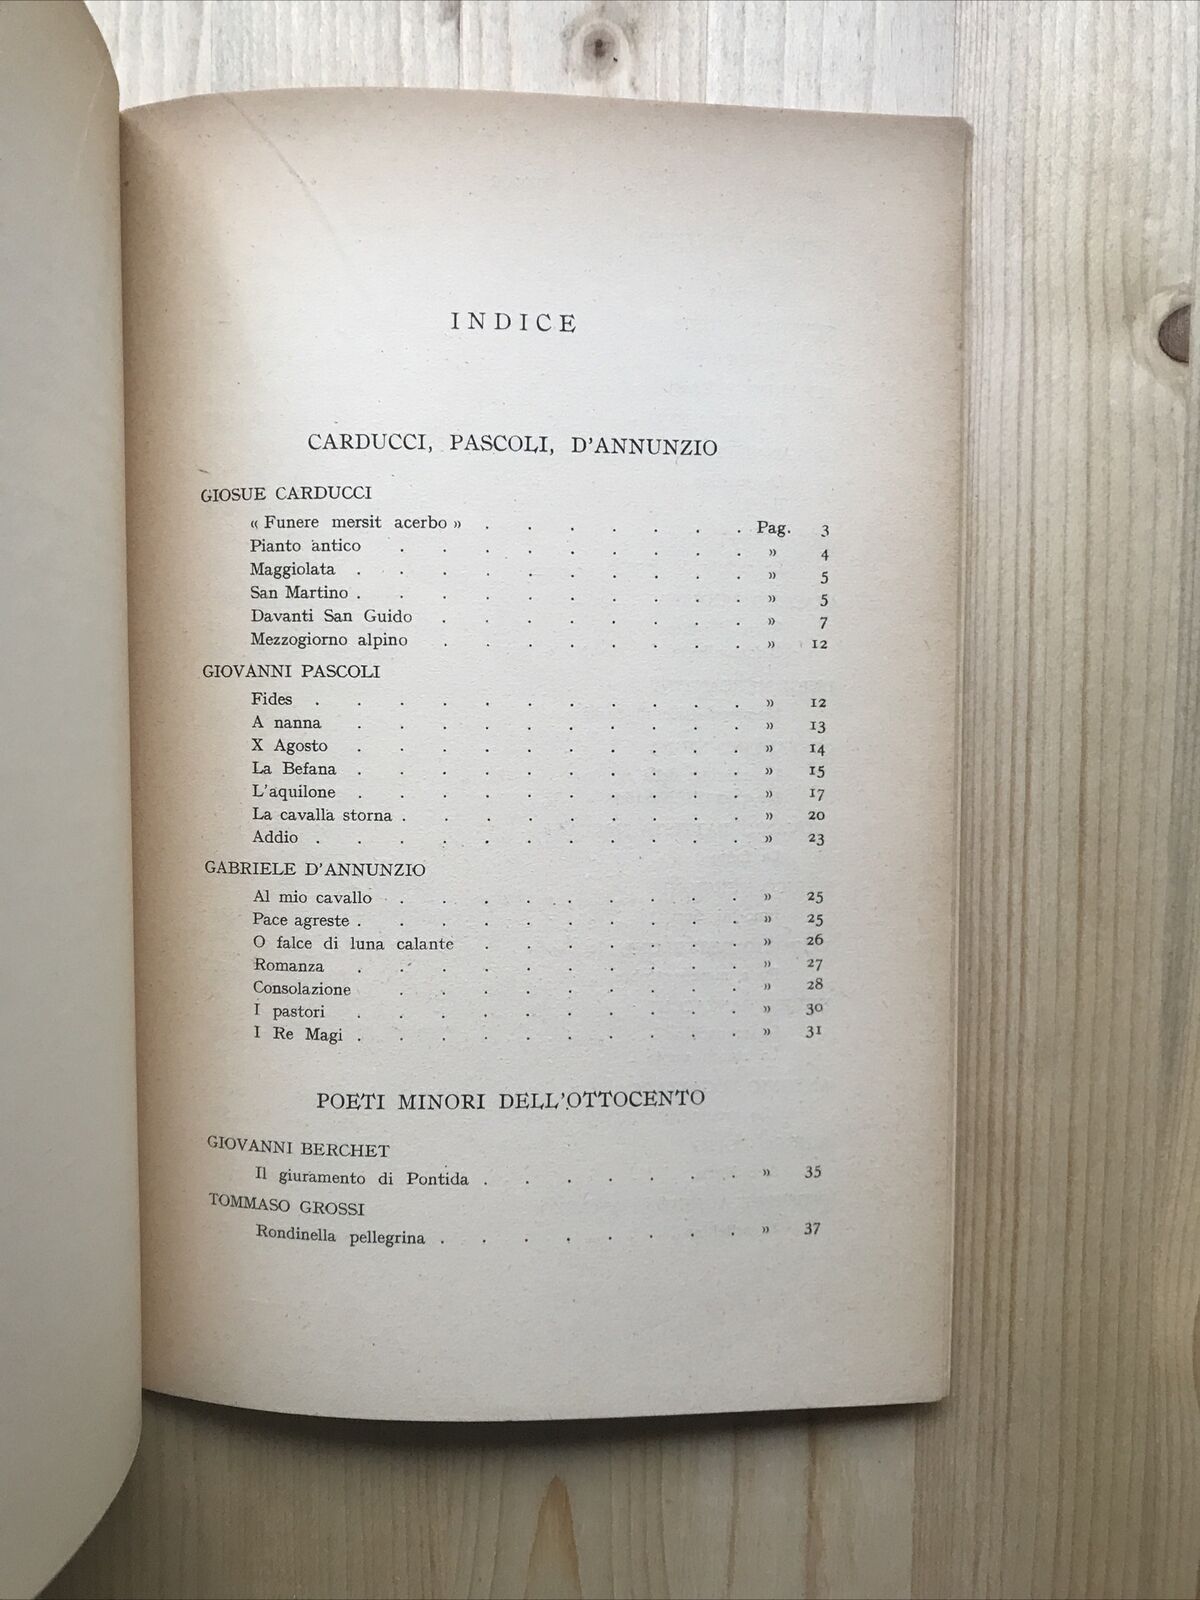 INDICE
CARDUCCI, PASCOLI, D'ANNUNZIO
GIOSUE CARDUCCI
« Funere mersit acerbo » . . . . . . . Pag. 3
Pianto antico . . . . . . . . . » 4
Maggiolata . . . . . . . . . . » 5
San Martino . . . . . . . . . . » 5
Davanti San Guido . . . . . . . . » 7
Mezzogiorno alpino . . . . . . . . » 12
GIOVANNI PASCOLI
Fides . . . . . . . . . . . » 12
A nanna . . . . . . . . . . » 13
X Agosto . . . . . . . . . . » 14
La Befana . . . . . . . . . . » 15
L'aquilone . . . . . . . . . . » 17
La cavalla storna . . . . . . . . . » 20
Addio . . . . . . . . . . . » 23
GABRIELE D'ANNUNZIO
Al mio cavallo . . . . . . . . . » 25
Pace agreste . . . . . . . . . . » 25
O falce di luna calante . . . . . . . » 26
Romanza . . . . . . . . . . » 27
Consolazione . . . . . . . . . » 28
I pastori . . . . . . . . . . » 30
I Re Magi . . . . . . . . . . » 31
POETI MINORI DELL'OTTOCENTO
GIOVANNI BERCHET
Il giuramento di Pontida . . . . . . . » 35
TOMMASO GROSSI
Rondinella pellegrina . . . . . . . . » 37